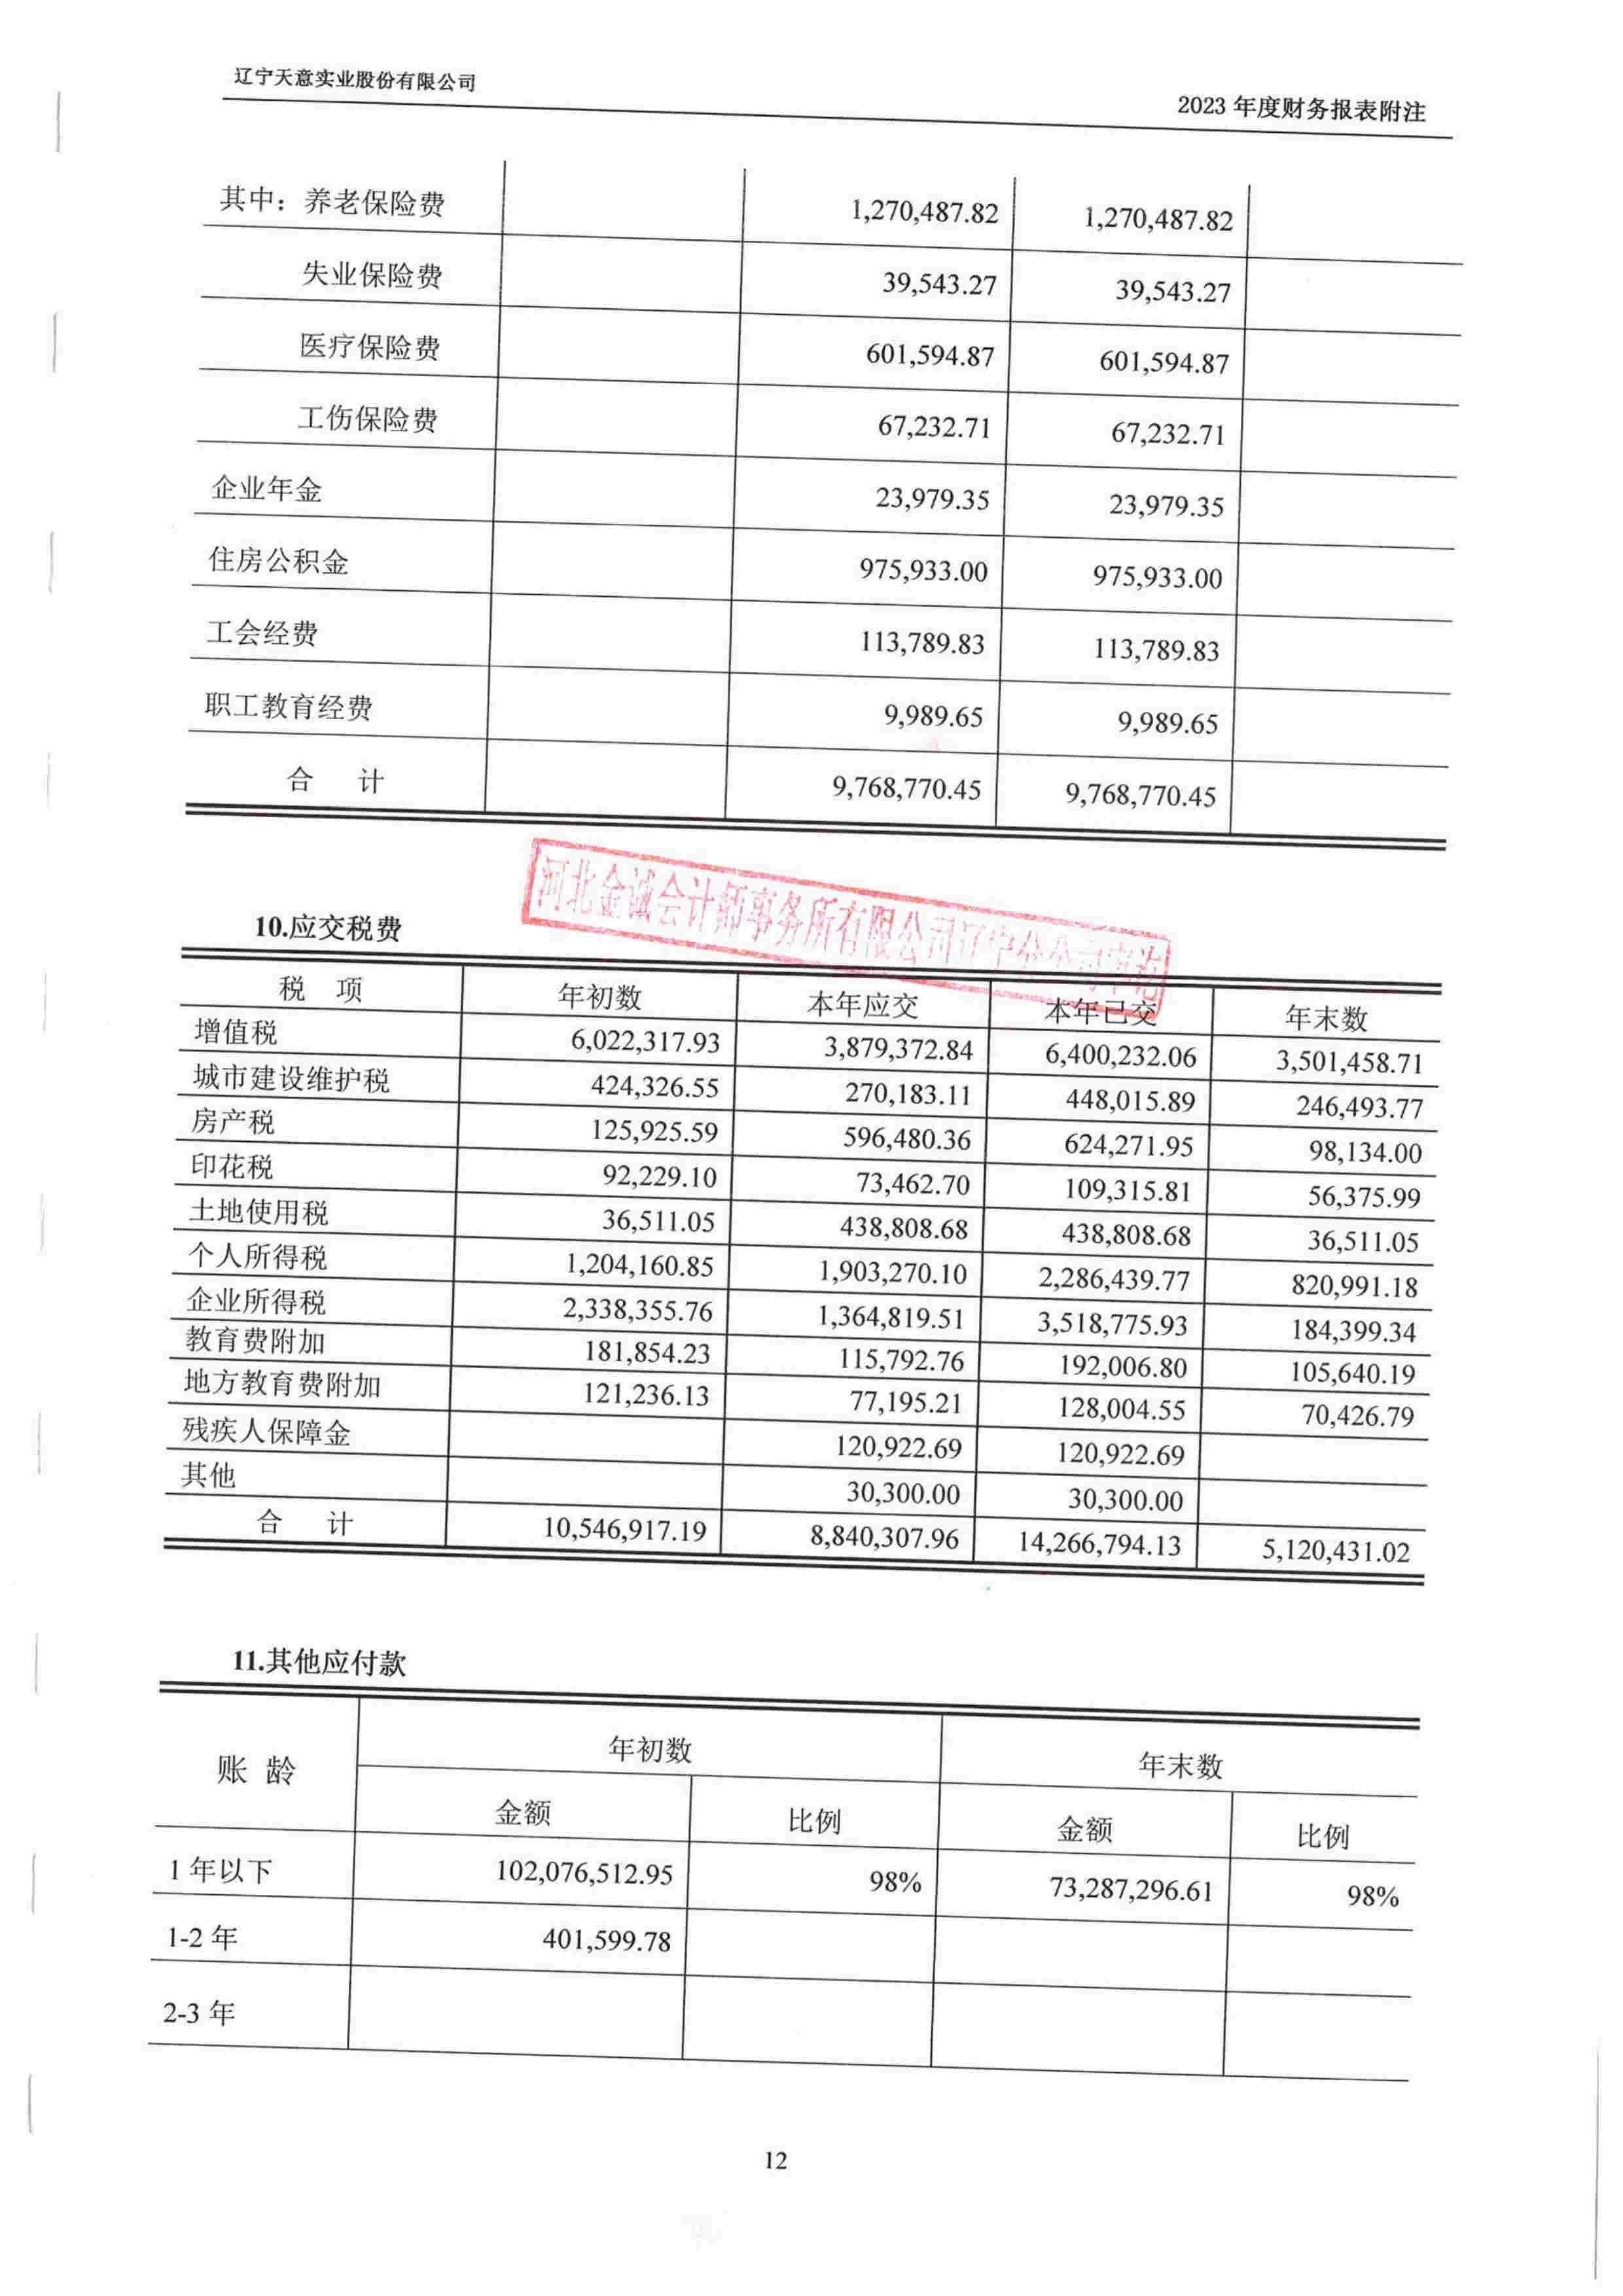 辽宁天意实业股份有限公司
2023 年度财务报表附注
其中：养老保险费 1,270,487.82 1,270,487.82
失业保险费 39,543.27 39,543.27
医疗保险费 601,594.87 601,594.87
工伤保险费 67,232.71 67,232.71
企业年金 23,979.35 23,979.35
住房公积金 975,933.00 975,933.00
工会经费 113,789.83 113,789.83
职工教育经费 9,989.65 9,989.65
合 计 9,768,770.45 9,768,770.45
河北金诚会计师事务所有限公司辽宁分公司
10.应交税费
税 项 年初数 本年应交 本年已交 年末数
增值税 6,022,317.93 3,879,372.84 6,400,232.06 3,501,458.71
城市建设维护税 424,326.55 270,183.11 448,015.89 246,493.77
房产税 125,925.59 596,480.36 624,271.95 98,134.00
印花税 92,229.10 73,462.70 109,315.81 56,375.99
土地使用税 36,511.05 438,808.68 438,808.68 36,511.05
个人所得税 1,204,160.85 1,903,270.10 2,286,439.77 820,991.18
企业所得税 2,338,355.76 1,364,819.51 3,518,775.93 184,399.34
教育费附加 181,854.23 115,792.76 192,006.80 105,640.19
地方教育费附加 121,236.13 77,195.21 128,004.55 70,426.79
残疾人保障金 120,922.69 120,922.69
其他 30,300.00 30,300.00
合 计 10,546,917.19 8,840,307.96 14,266,794.13 5,120,431.02
11.其他应付款
账 龄 年初数 年末数
金额 比例 金额 比例
1 年以下 102,076,512.95 98% 73,287,296.61 98%
1-2 年 401,599.78
2-3 年
12